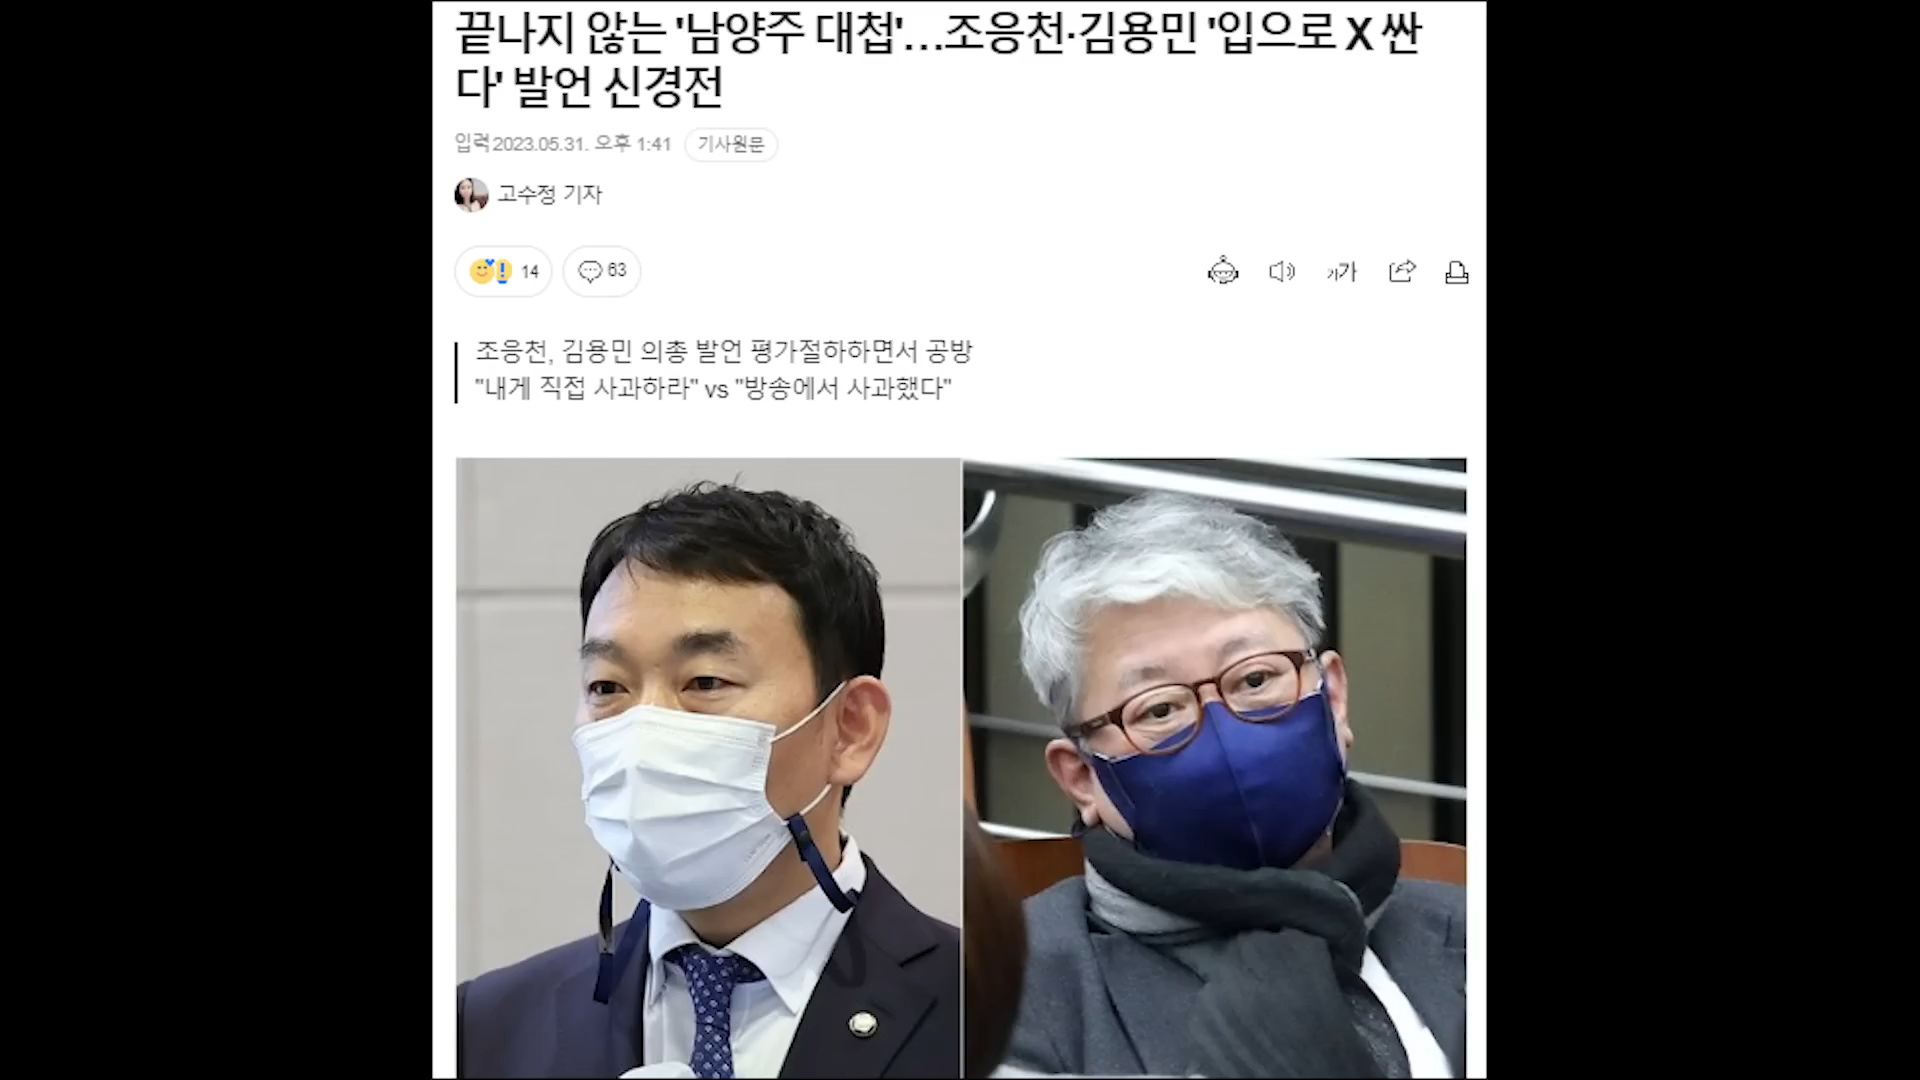 끝나지 않는 '남양주 대첩'…조응천·김용민 '입으로 X 싼
다' 발언 신경전
입력 2023.05.31. 오후 1:41 기사원문
고수정 기자
14 63 가가
조응천, 김용민 의총 발언 평가절하하면서 공방
"내게 직접 사과하라" vs "방송에서 사과했다"